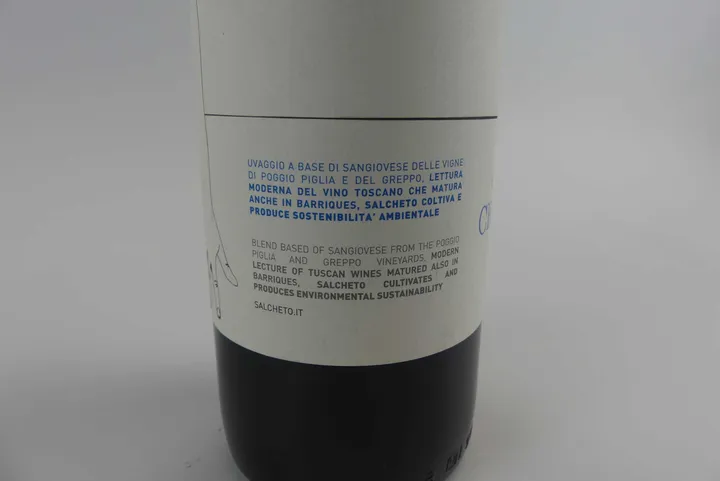 UVAGGIO A BASE DI SANGIOVESE DELLE VIGNE
DI POGGIO PIGLIA E DEL GREPPO, LETTURA
MODERNA DEL VINO TOSCANO CHE MATURA
ANCHE IN BARRIQUES, SALCHETO COLTIVA E
PRODUCE SOSTENIBILITA' AMBIENTALE
BLEND BASED OF SANGIOVESE FROM THE POGGIO
PIGLIA AND GREPPO VINEYARDS, MODERN
LECTURE OF TUSCAN WINES MATURED ALSO IN
BARRIQUES, SALCHETO CULTIVATES AND
PRODUCES ENVIRONMENTAL SUSTAINABILITY
SALCHETO.IT